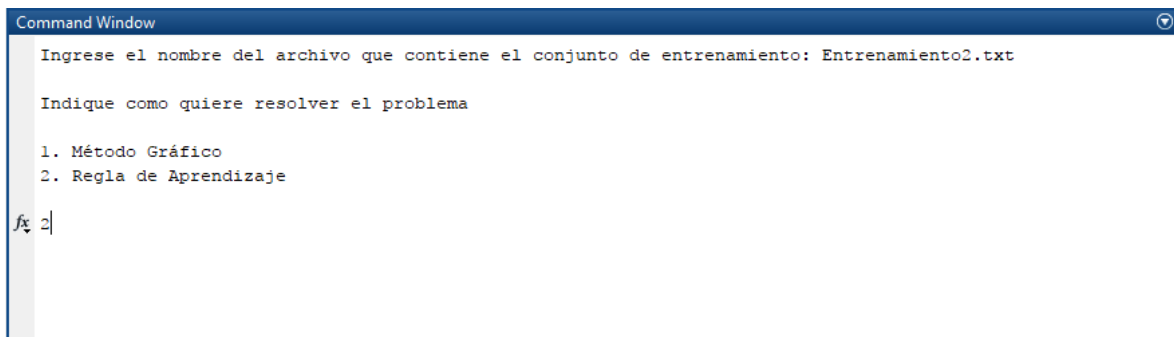 Command Window
Ingrese el nombre del archivo que contiene el conjunto de entrenamiento: Entrenamiento2.txt
Indique como quiere resolver el problema
1. Método Gráfico
2. Regla de Aprendizaje
fx 2